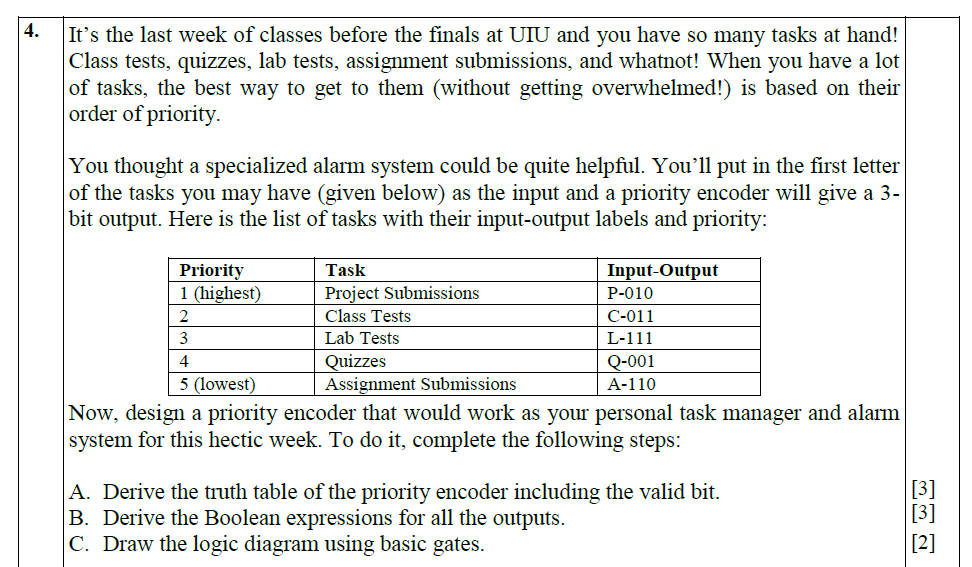 4.
It's the last week of classes before the finals at UIU and you have so many tasks at hand!
Class tests, quizzes, lab tests, assignment submissions, and whatnot! When you have a lot
of tasks, the best way to get to them (without getting overwhelmed!) is based on their
order of priority.
You thought a specialized alarm system could be quite helpful. You'll put in the first letter
of the tasks you may have (given below) as the input and a priority encoder will give a 3-
bit output. Here is the list of tasks with their input-output labels and priority:
Priority Task Input-Output
1 (highest) Project Submissions P-010
2 Class Tests C-011
3 Lab Tests L-111
4 Quizzes Q-001
5 (lowest) Assignment Submissions A-110
Now, design a priority encoder that would work as your personal task manager and alarm
system for this hectic week. To do it, complete the following steps:
A. Derive the truth table of the priority encoder including the valid bit. [3]
B. Derive the Boolean expressions for all the outputs. [3]
C. Draw the logic diagram using basic gates. [2]